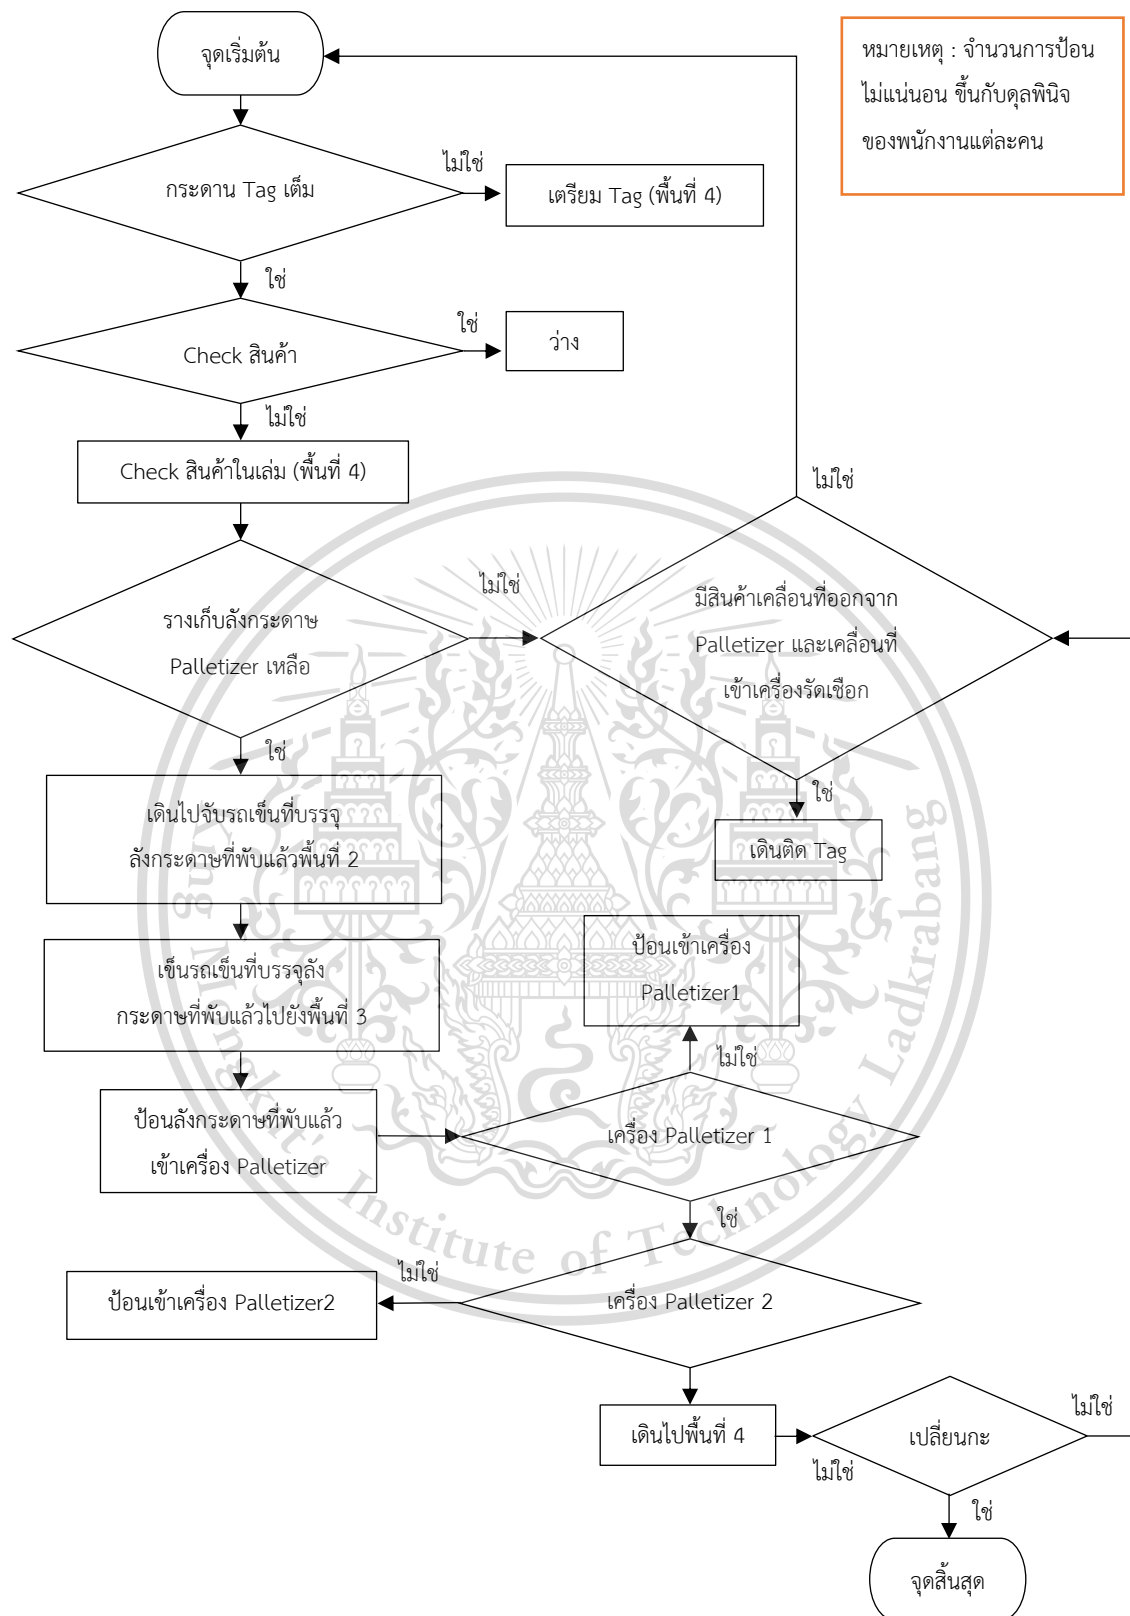 จุดเริ่มต้น
หมายเหตุ : จำนวนการป้อน
ไม่แน่นอน ขึ้นกับดุลพินิจ
ของพนักงานแต่ละคน
กระดาน Tag เต็ม
ไม่ใช่
เตรียม Tag (พื้นที่ 4)
ใช่
Check สินค้า
ใช่
ว่าง
ไม่ใช่
Check สินค้าในเล่ม (พื้นที่ 4)
รางเก็บลังกระดาษ
Palletizer เหลือ
ไม่ใช่
ไม่ใช่
มีสินค้าเคลื่อนที่ออกจาก
Palletizer และเคลื่อนที่
เข้าเครื่องรัดเชือก
ใช่
เดินติด Tag
ใช่
เดินไปจับรถเข็นที่บรรจุ
ลังกระดาษที่พับแล้วพื้นที่ 2
เข็นรถเข็นที่บรรจุลัง
กระดาษที่พับแล้วไปยังพื้นที่ 3
ป้อนเข้าเครื่อง
Palletizer1
ไม่ใช่
ป้อนลังกระดาษที่พับแล้ว
เข้าเครื่อง Palletizer
เครื่อง Palletizer 1
ใช่
เครื่อง Palletizer 2
ไม่ใช่
ป้อนเข้าเครื่อง Palletizer2
เดินไปพื้นที่ 4
ไม่ใช่
เปลี่ยนกะ
ไม่ใช่
ใช่
จุดสิ้นสุด
King Mongkut's Institute of Technology Ladkrabang